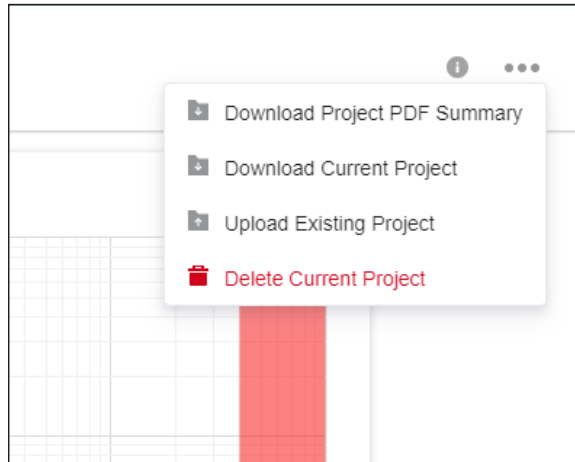 Download Project PDF Summary
Download Current Project
Upload Existing Project
Delete Current Project